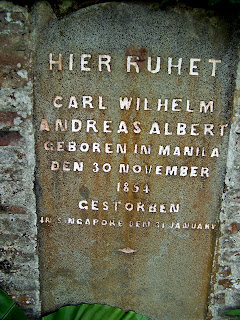 HIER RUHET
CARL WILHELM
ANDREAS ALBERT
GEBOREN IN MANILA
DEN 30 NOVEMBER
1854
GESTORBEN
IN SINGAPORE DEN 31 JANUARY